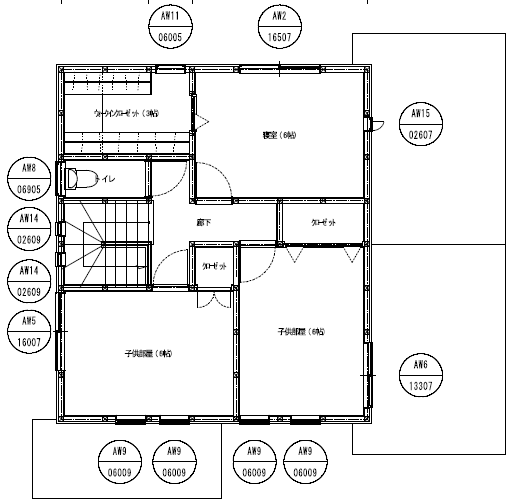 AW11
06005
AW2
16507
AW15
02607
ウォークインクローゼット (3帖)
寝室 (8帖)
AW8
06905
トイレ
AW14
02609
廊下
クローゼット
AW14
02609
クローゼット
AW5
16007
子供部屋 (6帖)
子供部屋 (6帖)
AW6
13307
AW9
06009
AW9
06009
AW9
06009
AW9
06009